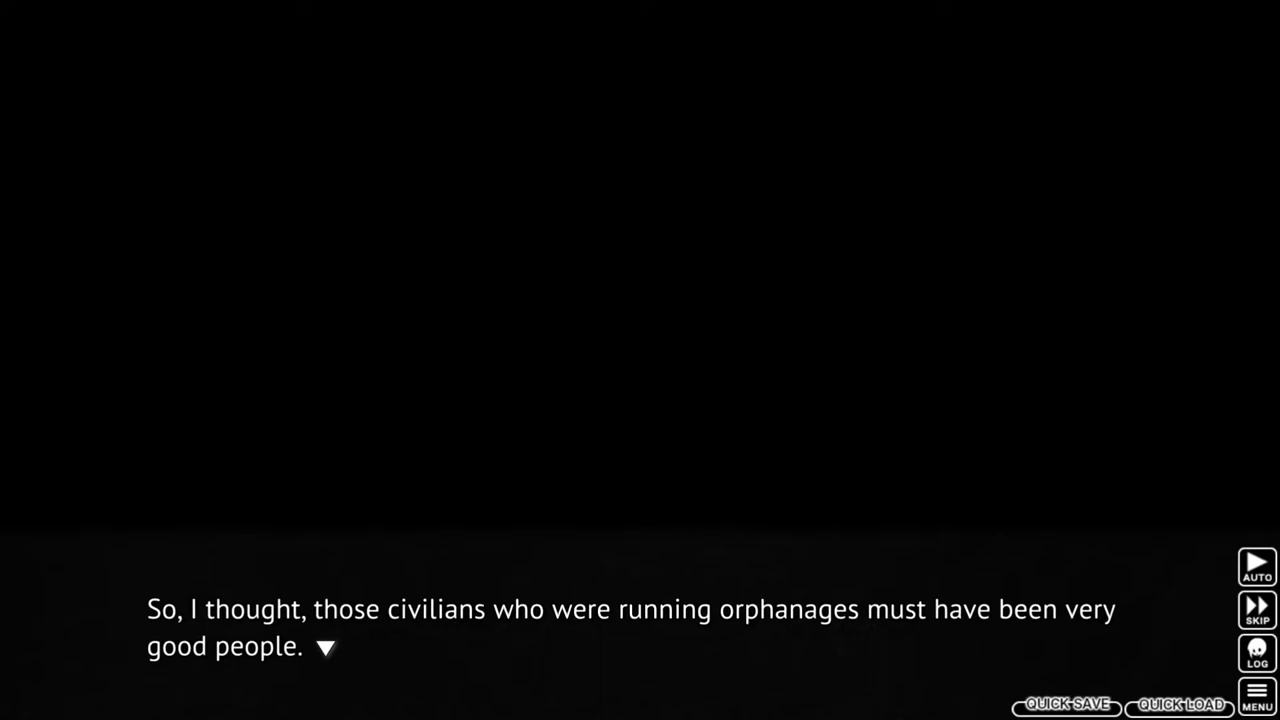 So, I thought, those civilians who were running orphanages must have been very
good people.
AUTO
SKIP
LOG
MENU
QUICK SAVE QUICK LOAD